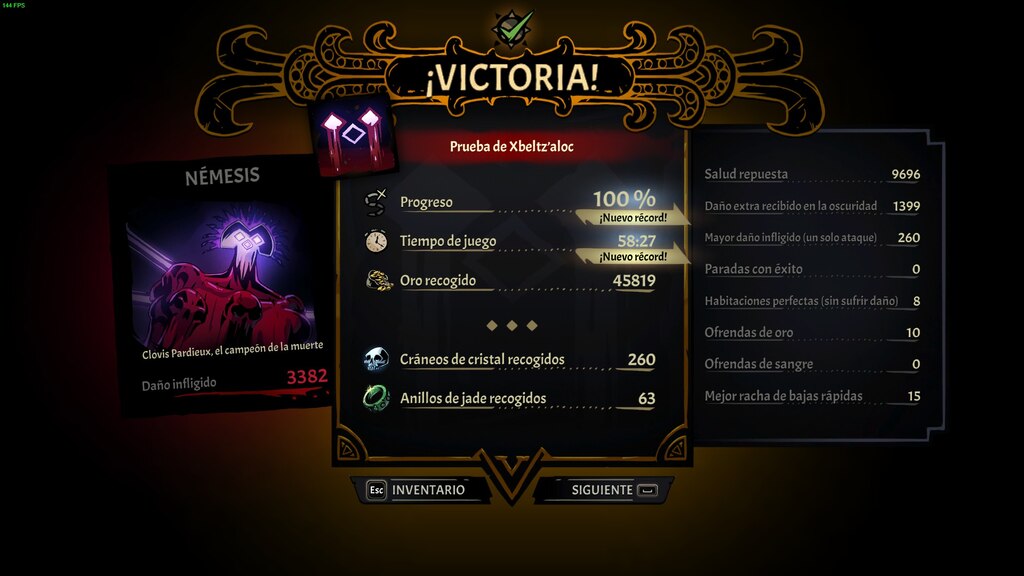 144 FPS
¡VICTORIA!
Prueba de Xbeltz'aloc
NÉMESIS
Clovis Pardieux, el campeón de la muerte
Daño infligido 3382
Progreso 100 %
¡Nuevo récord!
Tiempo de juego 58:27
¡Nuevo récord!
Oro recogido 45819
Cráneos de cristal recogidos 260
Anillos de jade recogidos 63
Salud repuesta 9696
Daño extra recibido en la oscuridad 1399
Mayor daño infligido (un solo ataque) 260
Paradas con éxito 0
Habitaciones perfectas (sin sufrir daño) 8
Ofrendas de oro 10
Ofrendas de sangre 0
Mejor racha de bajas rápidas 15
Esc INVENTARIO
SIGUIENTE